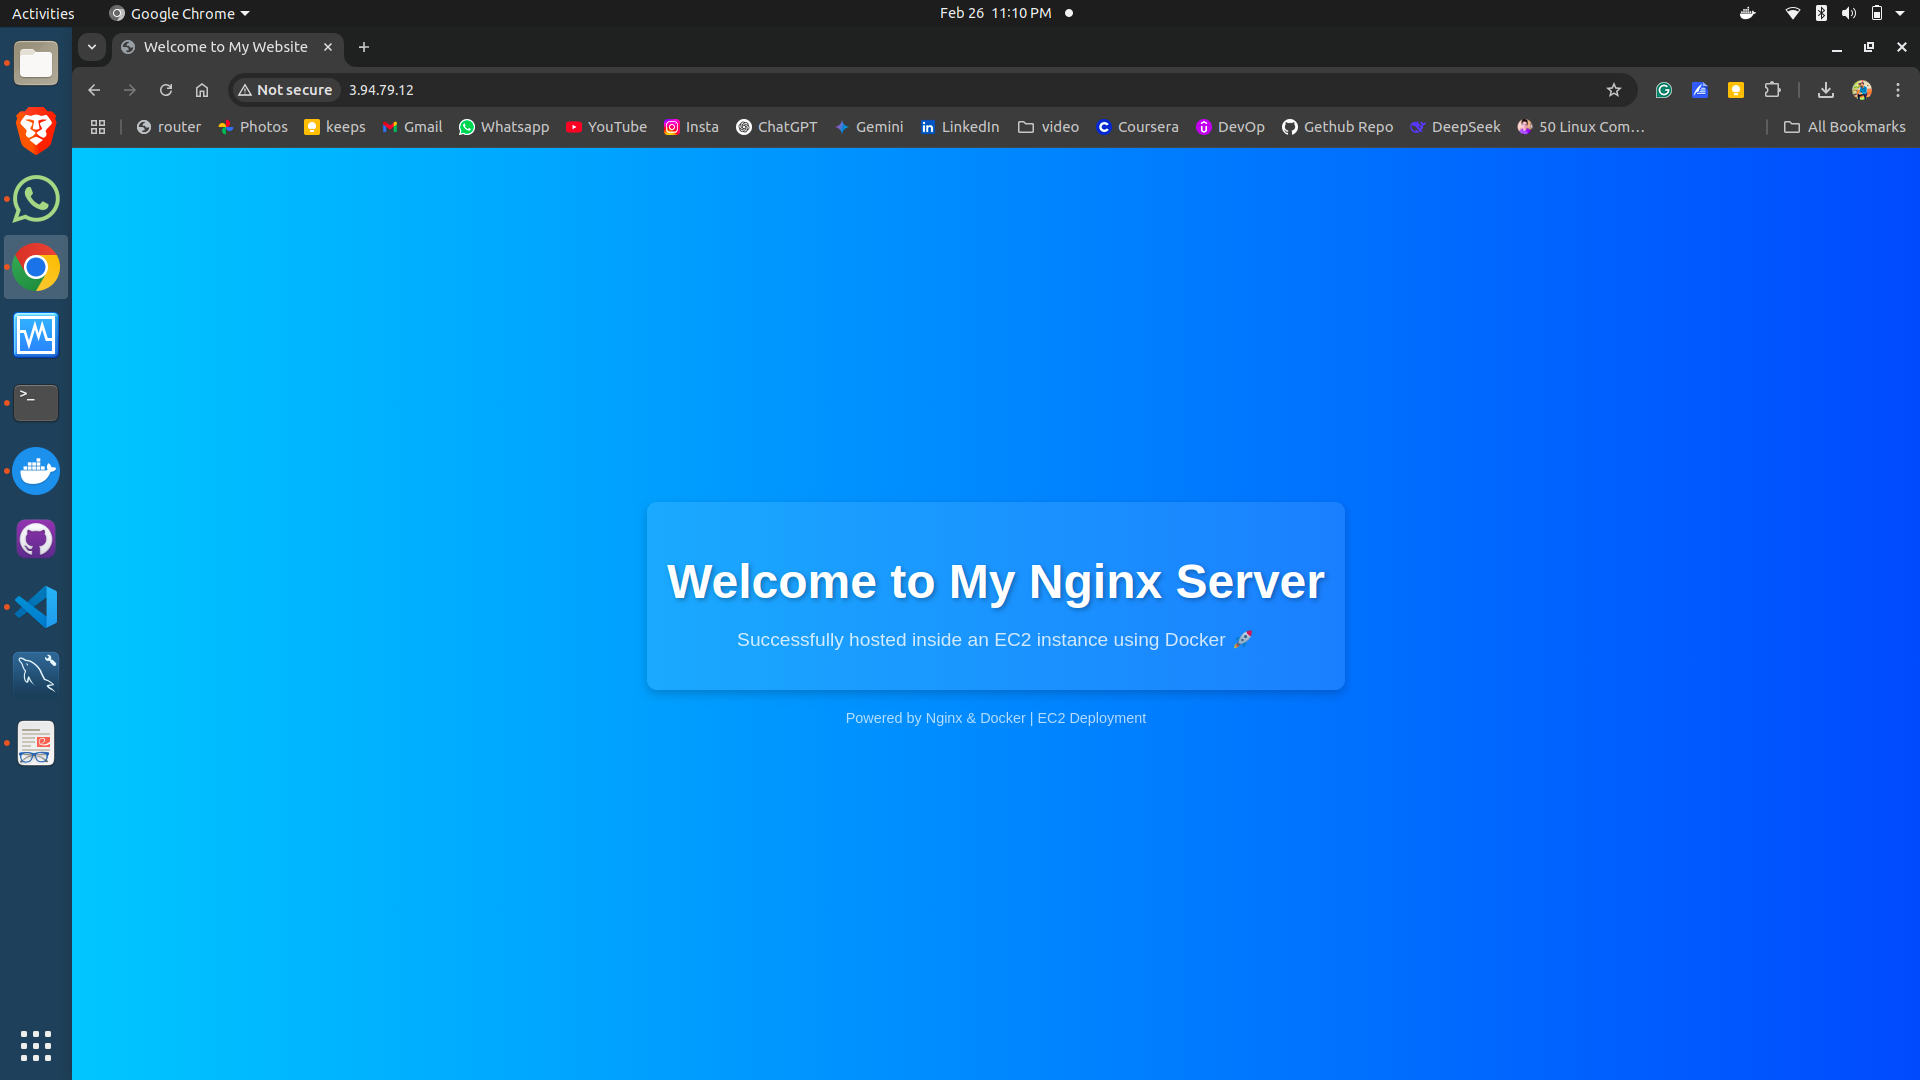 Activities
Google Chrome
Feb 26 11:10 PM
Welcome to My Website
Not secure
3.94.79.12
router
Photos
keeps
Gmail
Whatsapp
YouTube
Insta
ChatGPT
Gemini
LinkedIn
video
Coursera
DevOp
Gethub Repo
DeepSeek
50 Linux Com...
All Bookmarks
>_
Welcome to My Nginx Server
Successfully hosted inside an EC2 instance using Docker 🚀
Powered by Nginx & Docker | EC2 Deployment